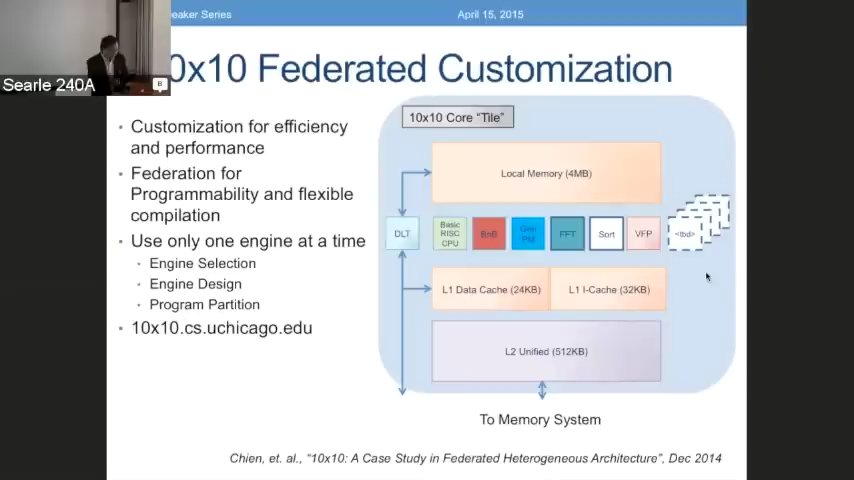 eaker Series
April 15, 2015
Searle 240A
0x10 Federated Customization
Customization for efficiency
and performance
Federation for
Programmability and flexible
compilation
Use only one engine at a time
Engine Selection
Engine Design
Program Partition
10x10.cs.uchicago.edu
10x10 Core “Tile”
Local Memory (4MB)
DLT
Basic
RISC
CPU
BnB
Gen
PM
FFT
Sort
VFP
<tbd>
L1 Data Cache (24KB)
L1 I-Cache (32KB)
L2 Unified (512KB)
To Memory System
Chien, et. al., “10x10: A Case Study in Federated Heterogeneous Architecture”, Dec 2014